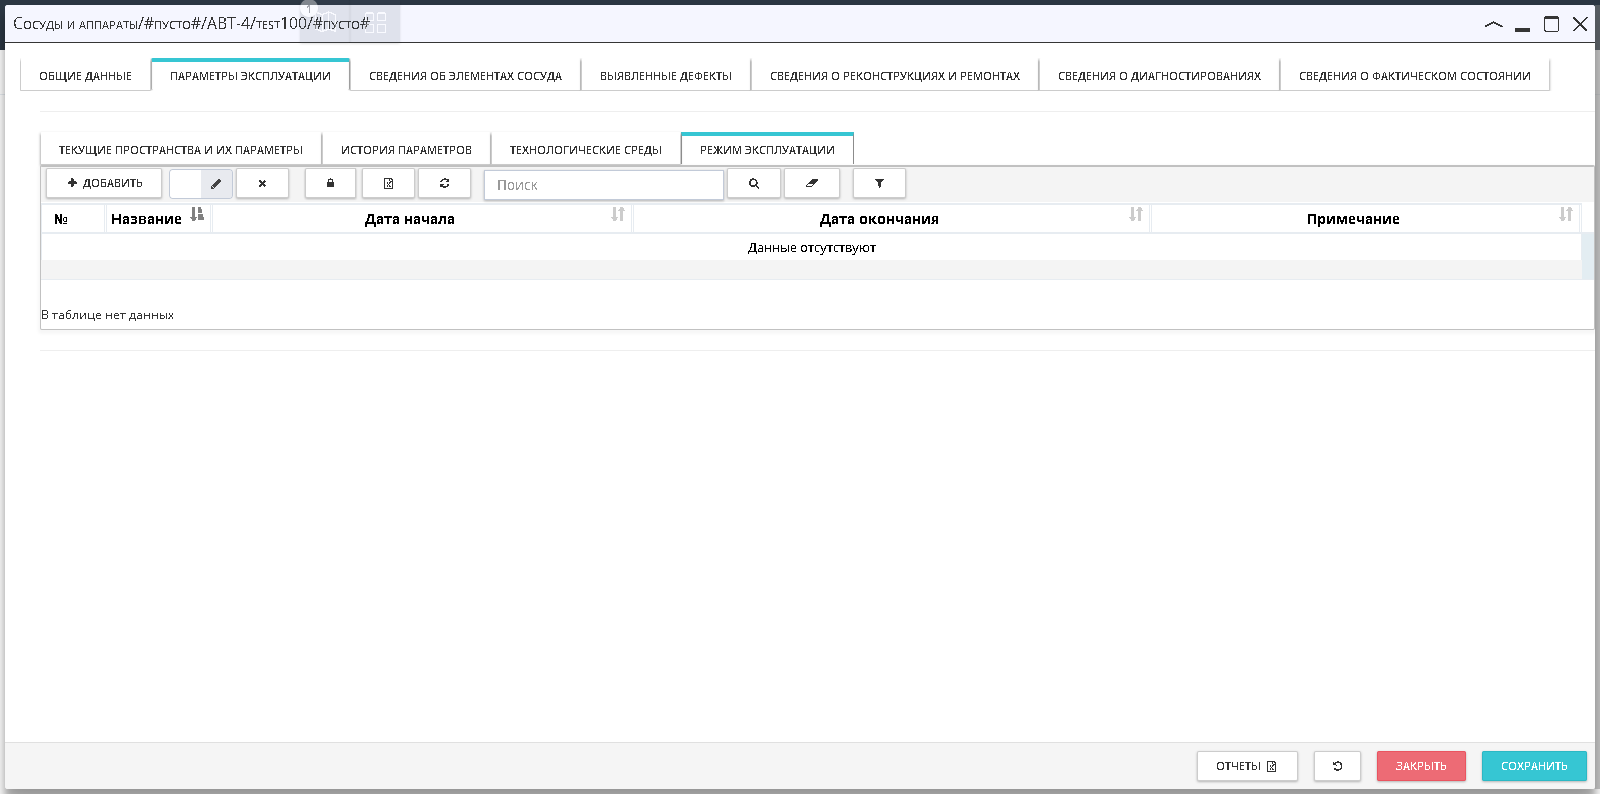 Сосуды и аппараты/#пусто#/АВТ-4/test100/#пусто#
1
ОБЩИЕ ДАННЫЕ ПАРАМЕТРЫ ЭКСПЛУАТАЦИИ СВЕДЕНИЯ ОБ ЭЛЕМЕНТАХ СОСУДА ВЫЯВЛЕННЫЕ ДЕФЕКТЫ СВЕДЕНИЯ О РЕКОНСТРУКЦИЯХ И РЕМОНТАХ СВЕДЕНИЯ О ДИАГНОСТИРОВАНИЯХ СВЕДЕНИЯ О ФАКТИЧЕСКОМ СОСТОЯНИИ
ТЕКУЩИЕ ПРОСТРАНСТВА И ИХ ПАРАМЕТРЫ ИСТОРИЯ ПАРАМЕТРОВ ТЕХНОЛОГИЧЕСКИЕ СРЕДЫ РЕЖИМ ЭКСПЛУАТАЦИИ
ДОБАВИТЬ Поиск
№ Название Дата начала Дата окончания Примечание
Данные отсутствуют
В таблице нет данных
ОТЧЕТЫ ЗАКРЫТЬ СОХРАНИТЬ